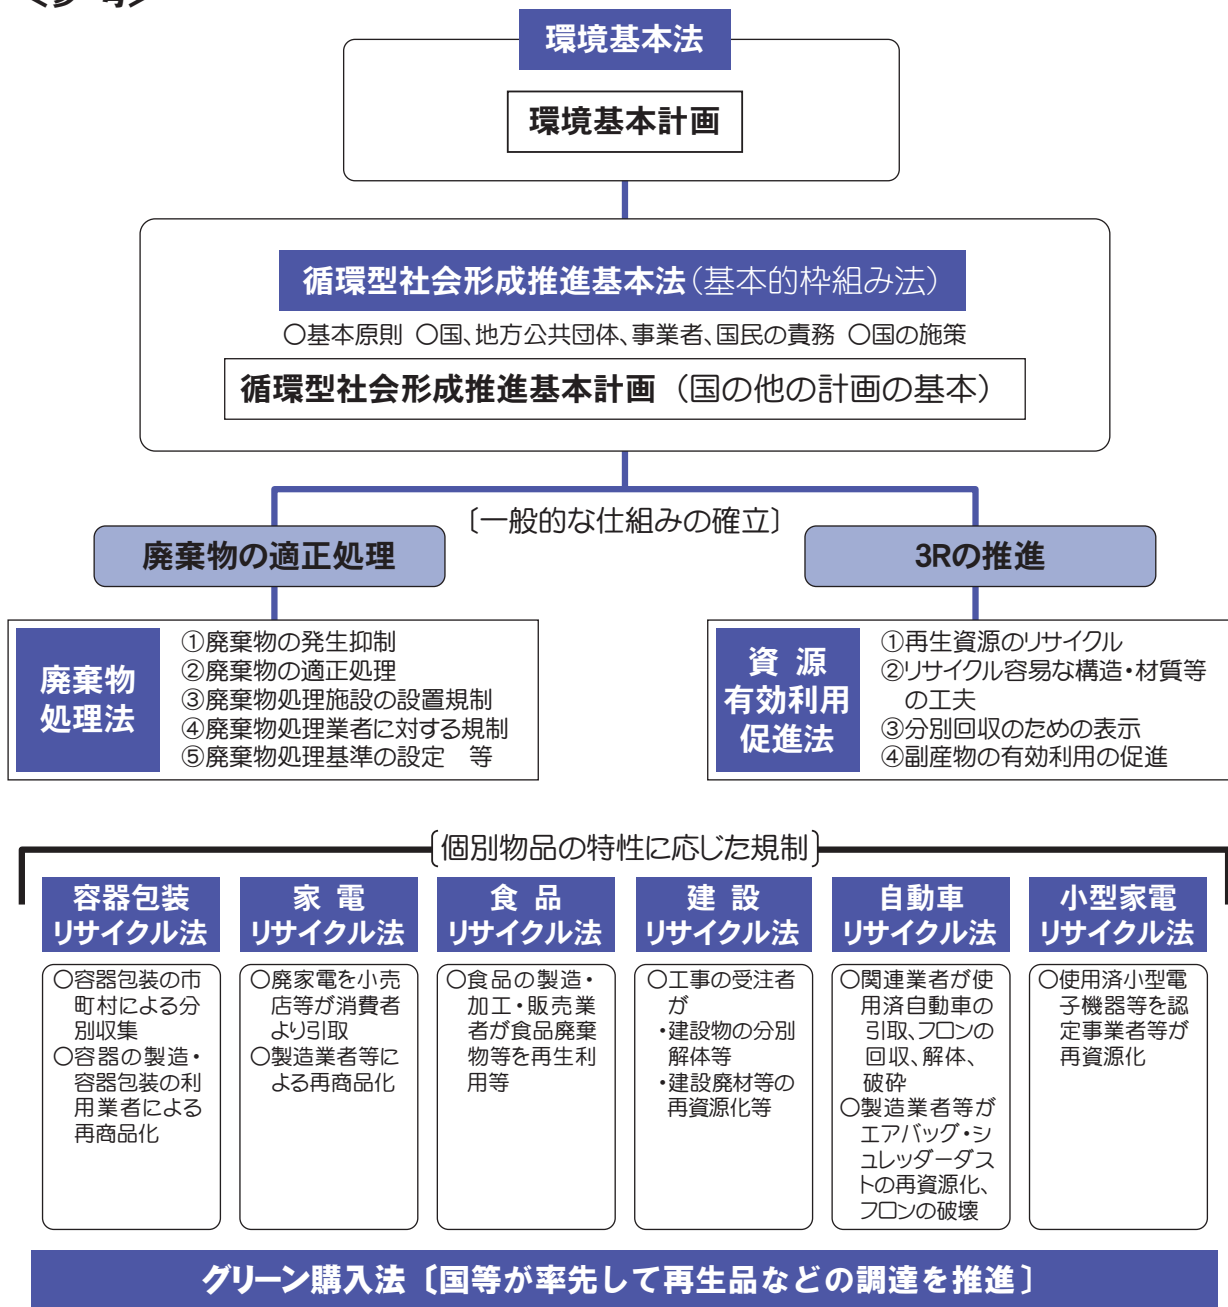 ＜参 考＞
環境基本法
環境基本計画
循環型社会形成推進基本法（基本的枠組み法）
○基本原則 ○国、地方公共団体、事業者、国民の責務 ○国の施策
循環型社会形成推進基本計画（国の他の計画の基本）
〔一般的な仕組みの確立〕
廃棄物の適正処理
3Rの推進
廃棄物
処理法
①廃棄物の発生抑制
②廃棄物の適正処理
③廃棄物処理施設の設置規制
④廃棄物処理業者に対する規制
⑤廃棄物処理基準の設定　等
資 源
有効利用
促進法
①再生資源のリサイクル
②リサイクル容易な構造・材質等
の工夫
③分別回収のための表示
④副産物の有効利用の促進
〔個別物品の特性に応じた規制〕
容器包装
リサイクル法
○容器包装の市
町村による分
別収集
○容器の製造・
容器包装の利
用業者による
再商品化
家 電
リサイクル法
○廃家電を小売
店等が消費者
より引取
○製造業者等に
よる再商品化
食 品
リサイクル法
○食品の製造・
加工・販売業
者が食品廃棄
物等を再生利
用等
建 設
リサイクル法
○工事の受注者
が
・建設物の分別
解体等
・建設廃材等の
再資源化等
自動車
リサイクル法
○関連業者が使
用済自動車の
引取、フロンの
回収、解体、
破砕
○製造業者等が
エアバッグ・シ
ュレッダーダス
トの再資源化、
フロンの破壊
小型家電
リサイクル法
○使用済小型電
子機器等を認
定事業者等が
再資源化
グリーン購入法〔国等が率先して再生品などの調達を推進〕